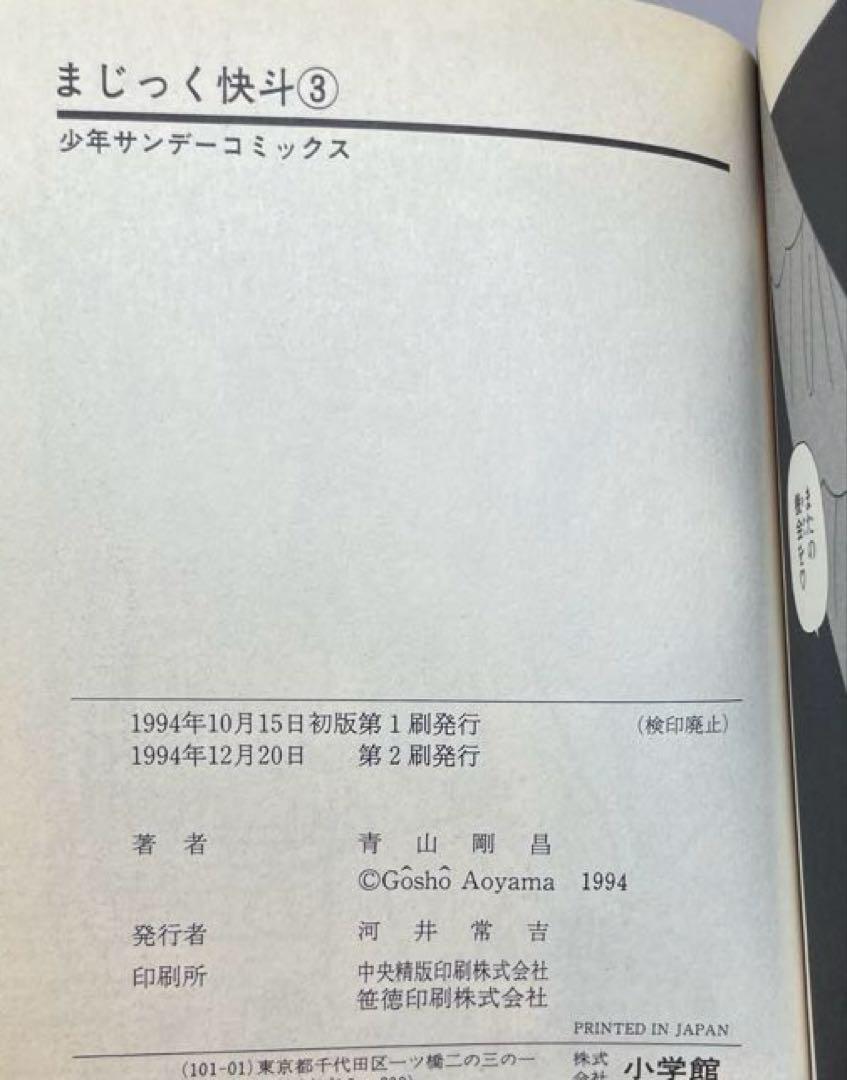 まじっく快斗③
少年サンデーコミックス
1994年10月15日初版第1刷発行 (検印廃止)
1994年12月20日 第2刷発行
著者 青山剛昌
©Gôshô Aoyama 1994
発行者 河井常吉
印刷所 中央精版印刷株式会社
笹徳印刷株式会社
PRINTED IN JAPAN
(101-01)東京都千代田区一ツ橋二の三の一
株式会社 小学館
またの